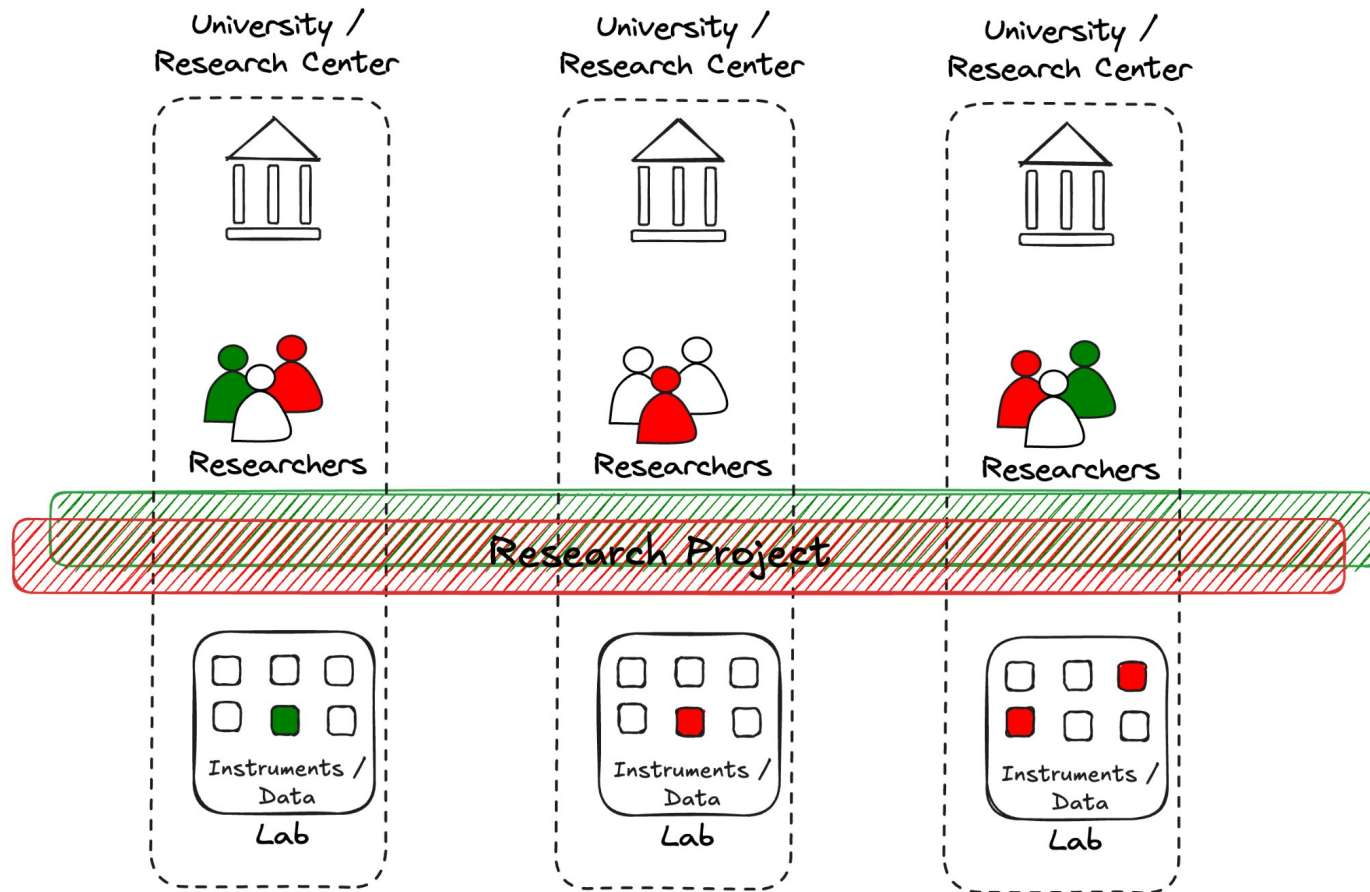 University /
Research Center
University /
Research Center
University /
Research Center
Researchers
Researchers
Researchers
Research Project
Instruments /
Data
Lab
Instruments /
Data
Lab
Instruments /
Data
Lab